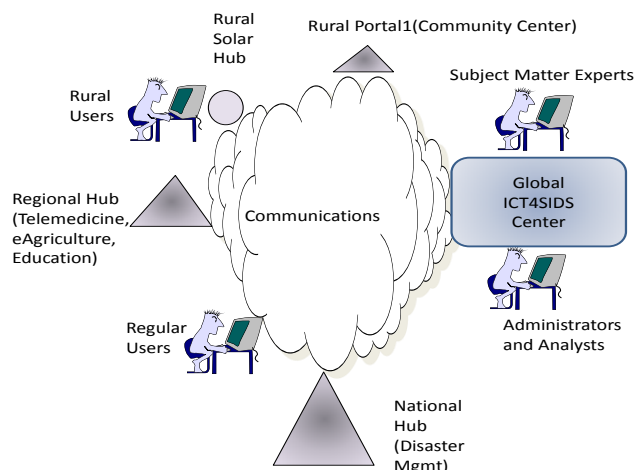 Rural
Solar
Hub
Rural Portal1(Community Center)
Subject Matter Experts
Rural
Users
Global
ICT4SIDS
Center
Regional Hub
(Telemedicine,
eAgriculture,
Education)
Communications
Regular
Users
Administrators
and Analysts
National
Hub
(Disaster
Mgmt)